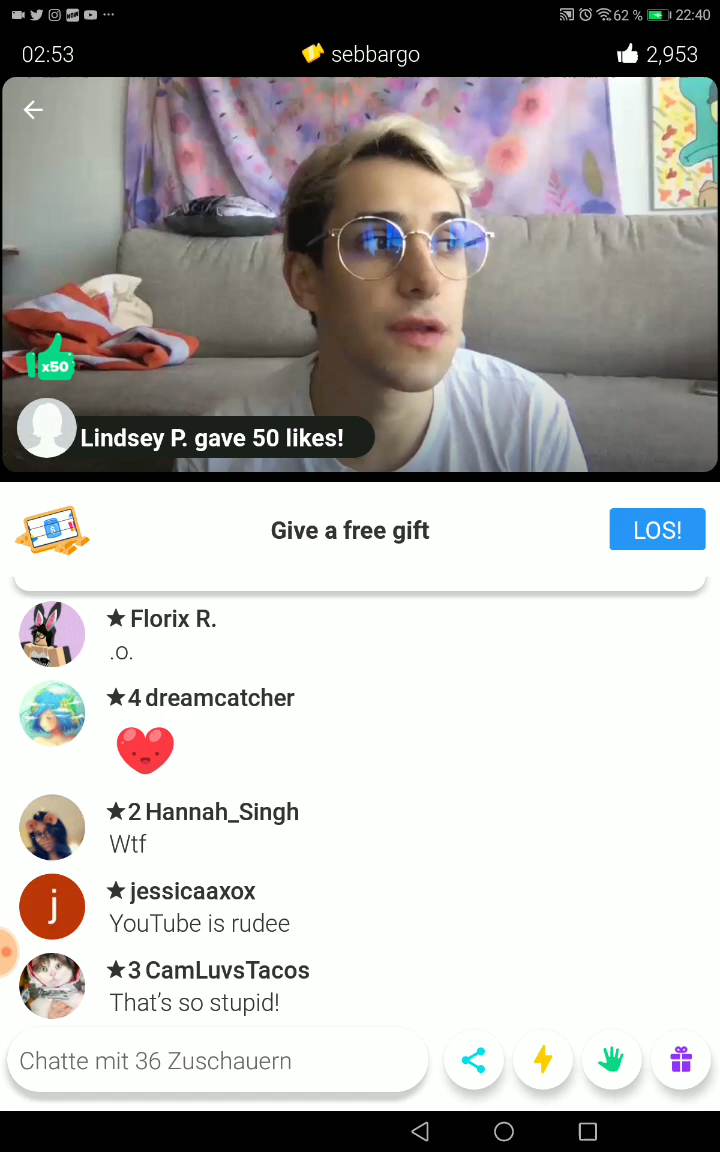 62 % 22:40
02:53 sebbargo 2,953
x50
Lindsey P. gave 50 likes!
Give a free gift LOS!
Florix R.
.o.
4 dreamcatcher
2 Hannah_Singh
Wtf
j jessicaaxox
YouTube is rudee
3 CamLuvsTacos
That's so stupid!
Chatte mit 36 Zuschauern